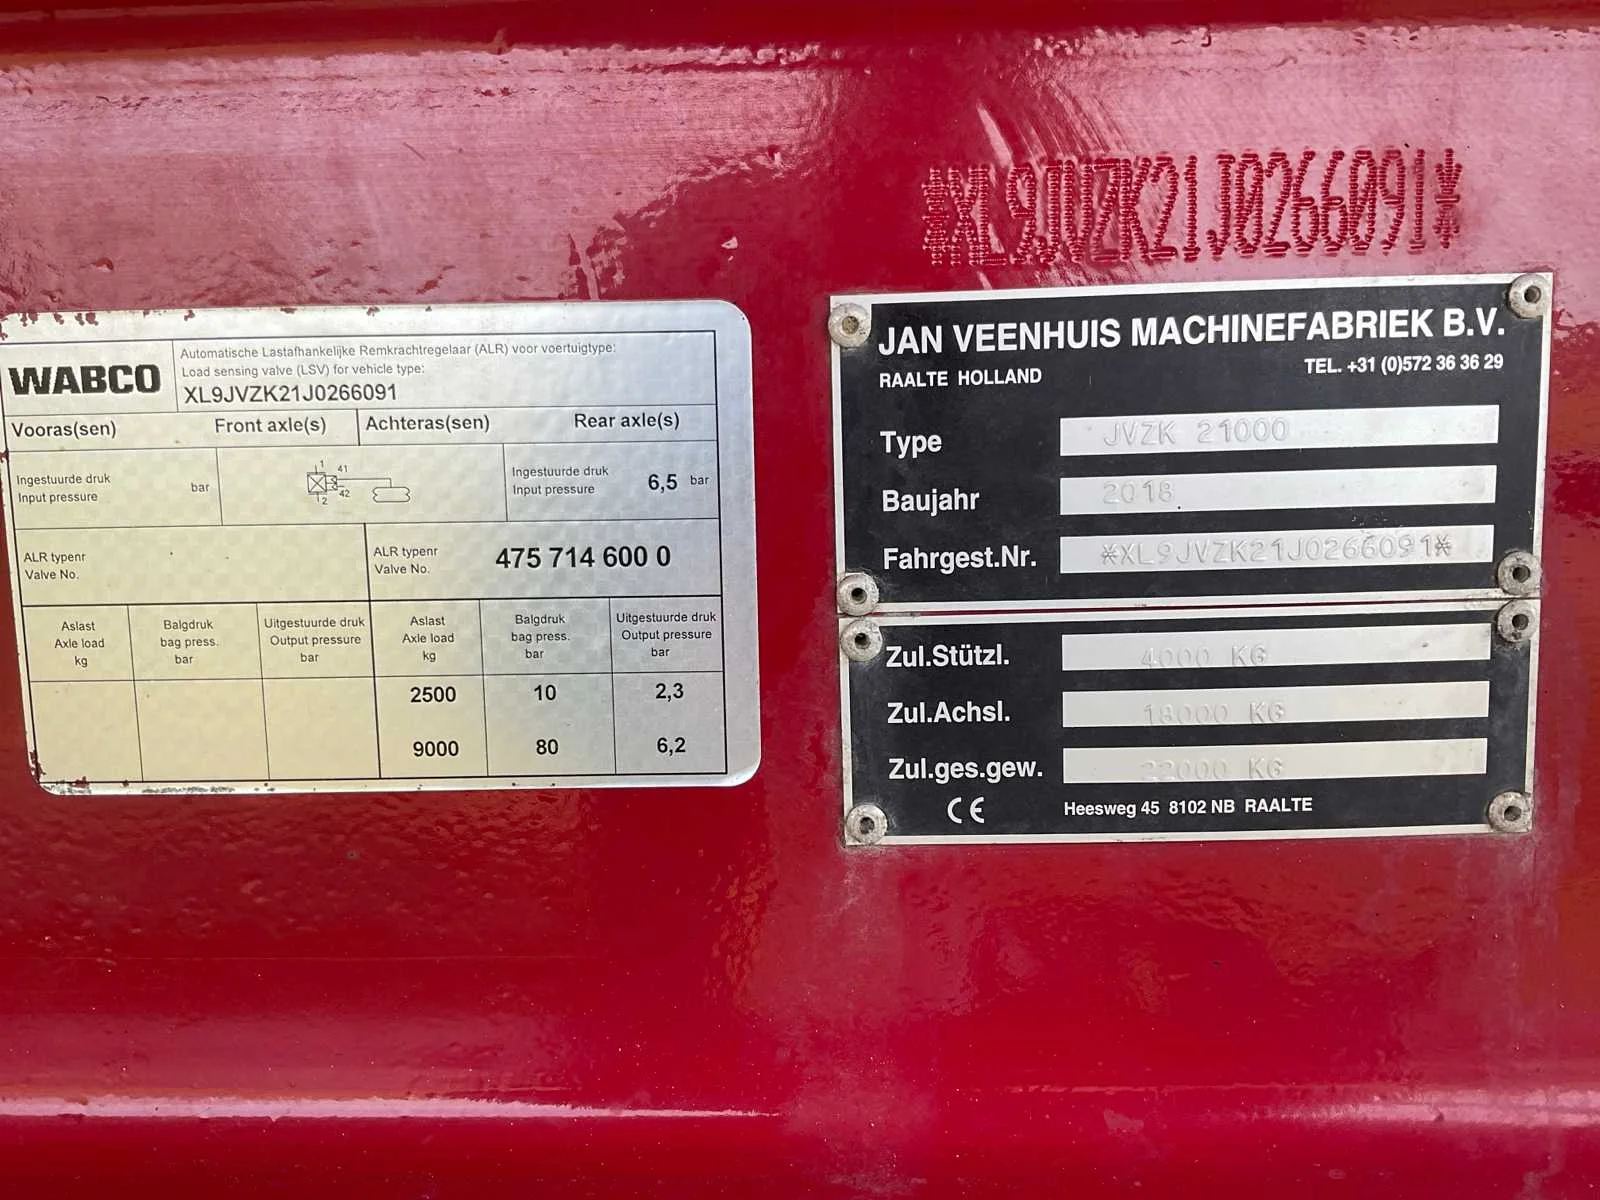 *XL9JVZK21J0266091*
WABCO
Automatische Lastafhankelijke Remkrachtregelaar (ALR) voor voertuigtype:
Load sensing valve (LSV) for vehicle type:
XL9JVZK21J0266091
Vooras(sen) Front axle(s) Achteras(sen) Rear axle(s)
Ingestuurde druk
Input pressure
bar
1
41
42
2
Ingestuurde druk
Input pressure
6,5 bar
ALR typenr
Valve No.
ALR typenr
Valve No.
475 714 600 0
Aslast
Axle load
kg
Balgdruk
bag press.
bar
Uitgestuurde druk
Output pressure
bar
Aslast
Axle load
kg
Balgdruk
bag press.
bar
Uitgestuurde druk
Output pressure
bar
2500 10 2,3
9000 80 6,2
JAN VEENHUIS MACHINEFABRIEK B.V.
RAALTE HOLLAND TEL. +31 (0)572 36 36 29
Type JVZK 21000
Baujahr 2018
Fahrgest.Nr. *XL9JVZK21J0266091*
Zul.Stützl. 4000 KG
Zul.Achsl. 18000 KG
Zul.ges.gew. 22000 KG
CE Heesweg 45 8102 NB RAALTE